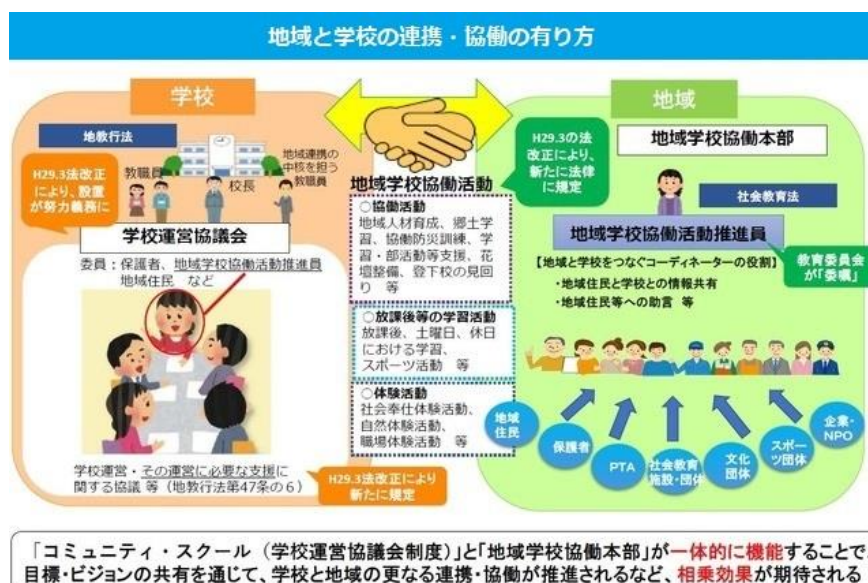 地域と学校の連携・協働の有り方
学校
地教行法
H29.3法改正
により、設置
が努力義務に
教職員
校長
地域連携の
中核を担う
教職員
学校運営協議会
委員：保護者、地域学校協働活動推進員
地域住民　など
学校運営・その運営に必要な支援に
関する協議 等（地教行法第47条の６）
H29.3法改正により
新たに規定
地域学校協働活動
○協働活動
地域人材育成、郷土学
習、協働防災訓練、学
習・部活動等支援、花
壇整備、登下校の見回
り　等
○放課後等の学習活動
放課後、土曜日、休日
における学習、
スポーツ活動　等
○体験活動
社会奉仕体験活動、
自然体験活動、
職場体験活動　等
地域
H29.3の法
改正により、
新たに法律
に規定
地域学校協働本部
社会教育法
地域学校協働活動推進員
教育委員会
が「委嘱」
【地域と学校をつなぐコーディネーターの役割】
・地域住民と学校との情報共有
・地域住民等への助言　等
地域
住民
保護者
PTA
社会教育
施設・団体
文化
団体
スポー
ツ団体
企業・
NPO
「コミュニティ・スクール（学校運営協議会制度）」と「地域学校協働本部」が一体的に機能することで、
目標・ビジョンの共有を通じて、学校と地域の更なる連携・協働が推進されるなど、相乗効果が期待される。